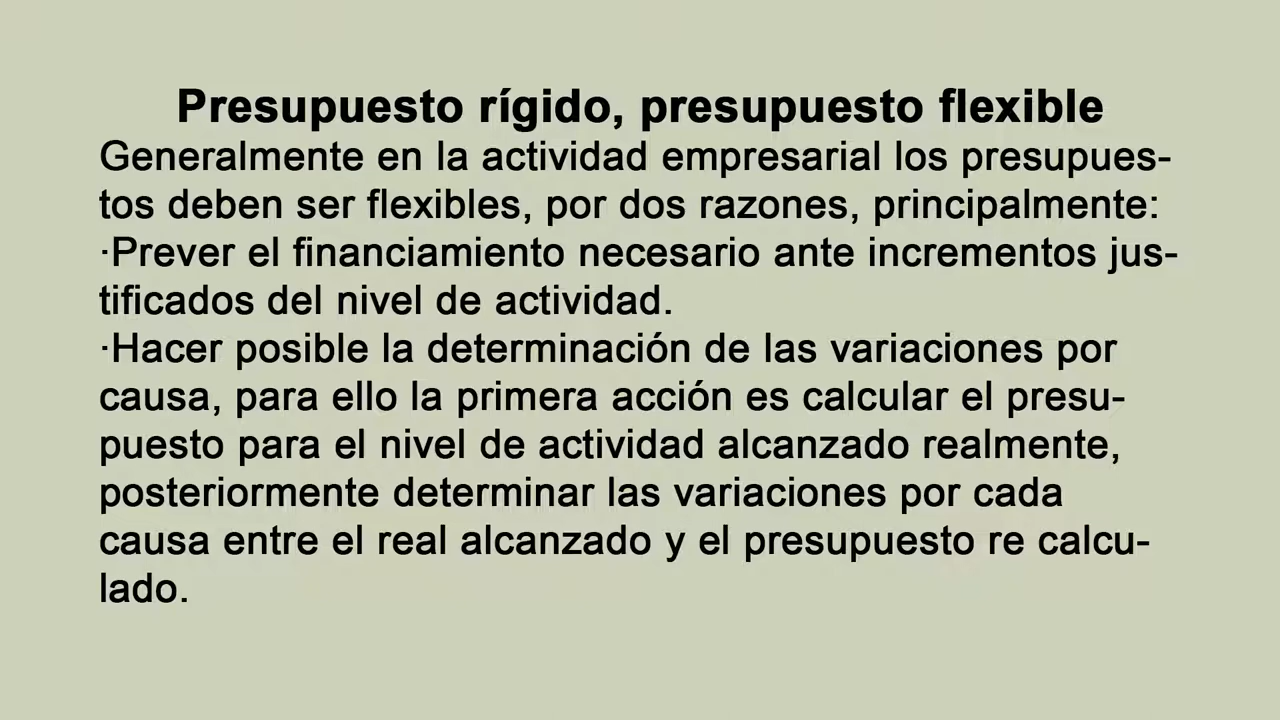 Presupuesto rígido, presupuesto flexible
Generalmente en la actividad empresarial los presupues-
tos deben ser flexibles, por dos razones, principalmente:
·Prever el financiamiento necesario ante incrementos jus-
tificados del nivel de actividad.
·Hacer posible la determinación de las variaciones por
causa, para ello la primera acción es calcular el presu-
puesto para el nivel de actividad alcanzado realmente,
posteriormente determinar las variaciones por cada
causa entre el real alcanzado y el presupuesto re calcu-
lado.